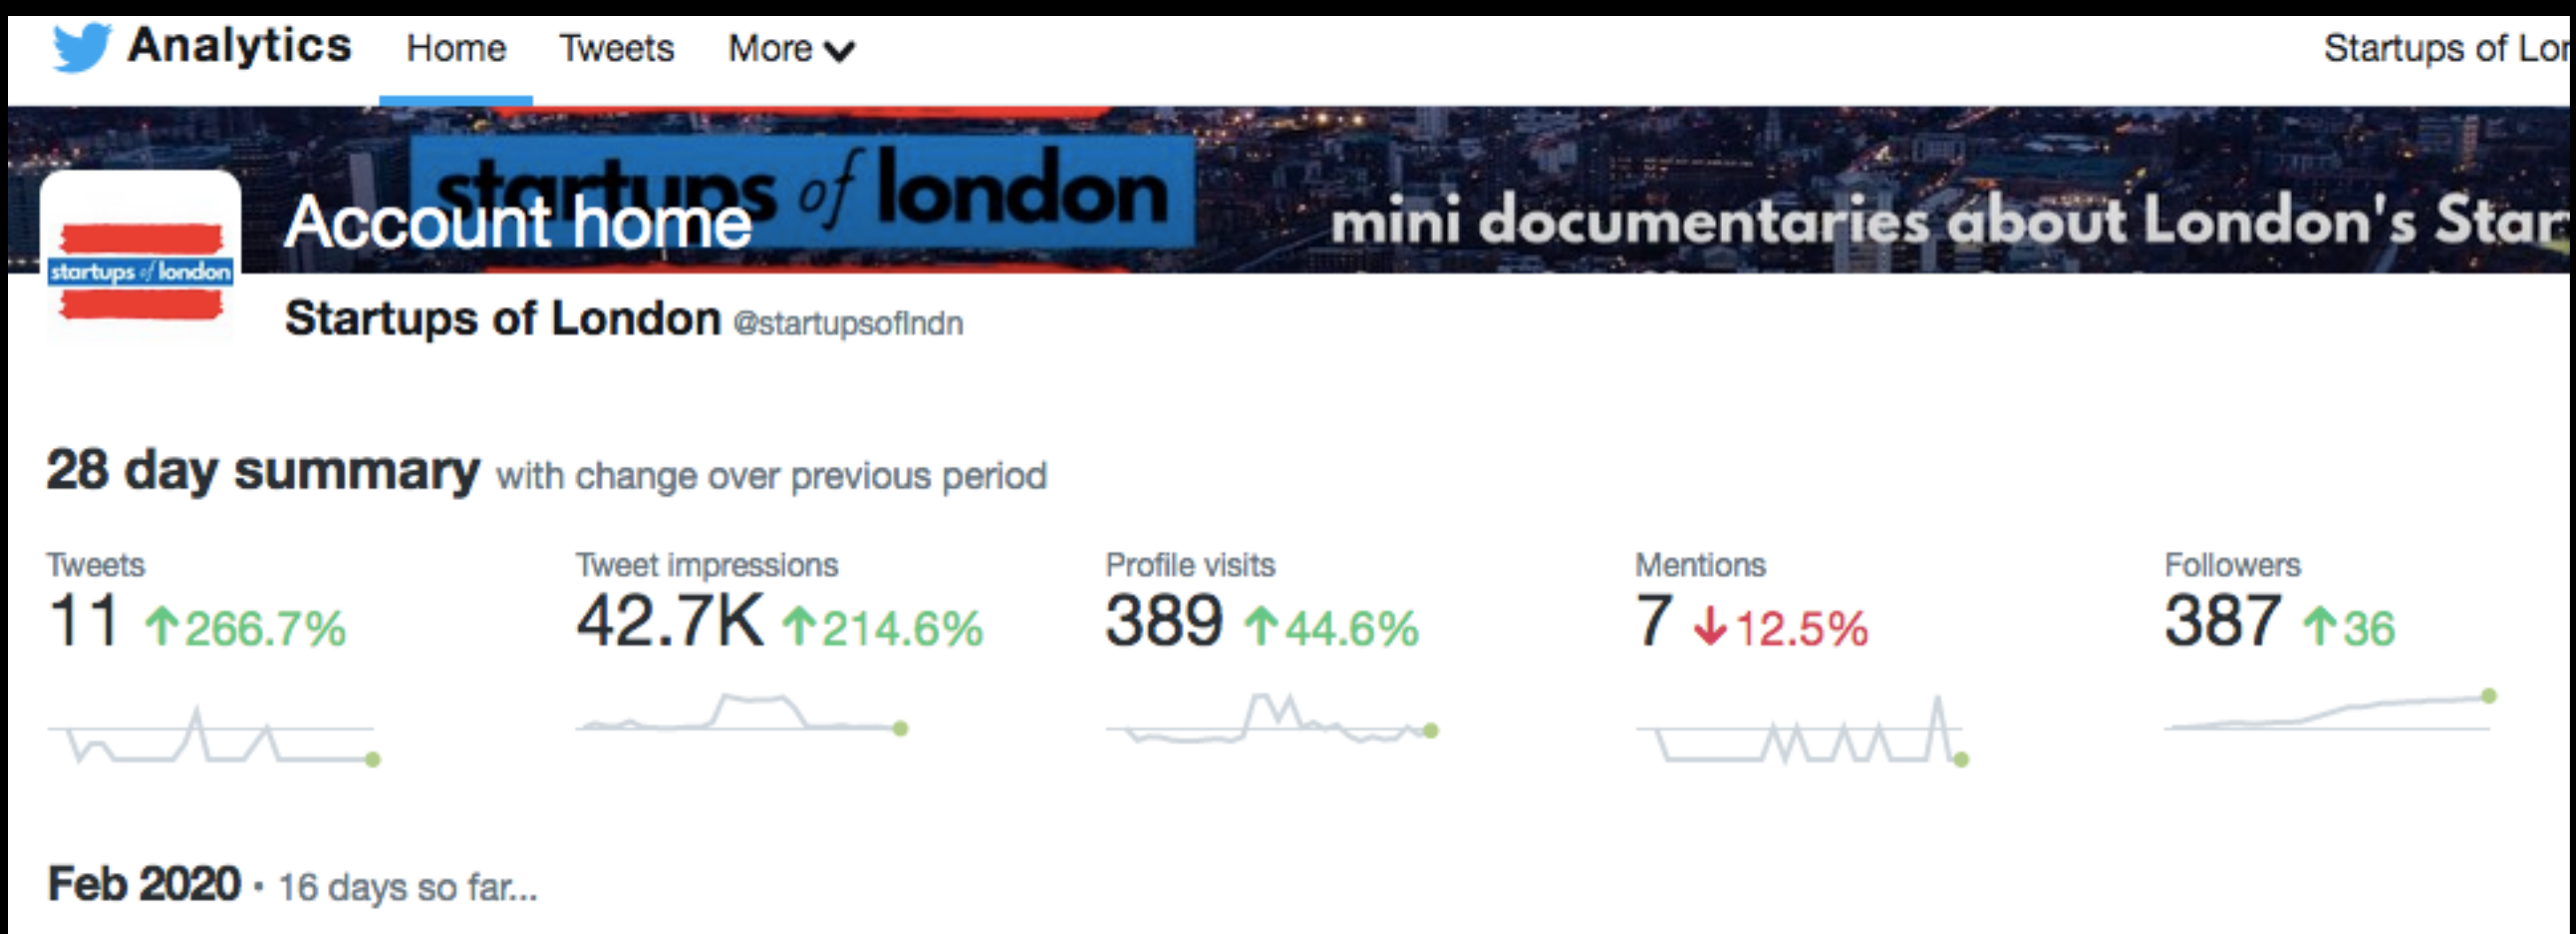 Analytics Home Tweets More
Startups of Lon
startups of london
Account home
mini documentaries about London's Star
startups of london
Startups of London @startupsoflndn
28 day summary with change over previous period
Tweets
11 ↑266.7%
Tweet impressions
42.7K ↑214.6%
Profile visits
389 ↑44.6%
Mentions
7 ↓12.5%
Followers
387 ↑36
Feb 2020 · 16 days so far...